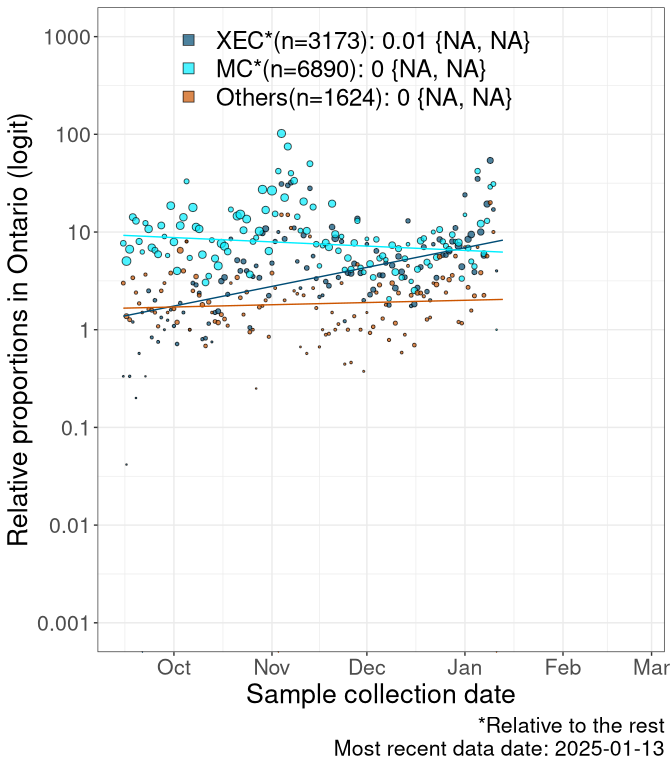 XEC*(n=3173): 0.01 {NA, NA}
MC*(n=6890): 0 {NA, NA}
Others(n=1624): 0 {NA, NA}
Relative proportions in Ontario (logit)
1000
100
10
1
0.1
0.01
0.001
Oct Nov Dec Jan Feb Mar
Sample collection date
*Relative to the rest
Most recent data date: 2025-01-13